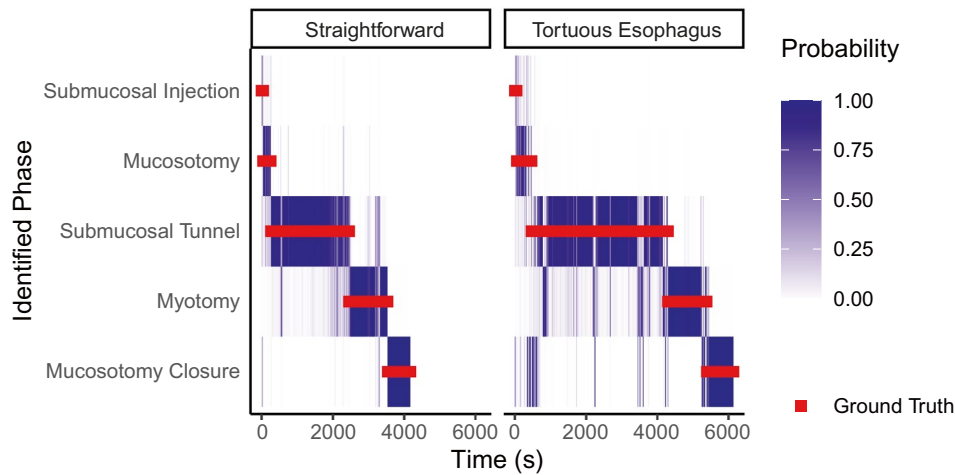 Straightforward
Tortuous Esophagus
Probability
1.00
0.75
0.50
0.25
0.00
Ground Truth
Identified Phase
Submucosal Injection
Mucosotomy
Submucosal Tunnel
Myotomy
Mucosotomy Closure
0 2000 4000 6000
0 2000 4000 6000
Time (s)